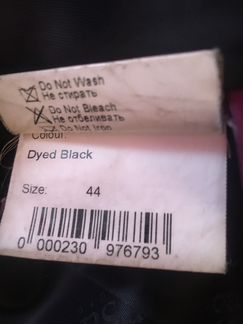 Do Not Wash
Не стирать
Do Not Bleach
Не отбеливать
Do Not Iron
Colour:
Dyed Black
Size: 44
0 000230 976793